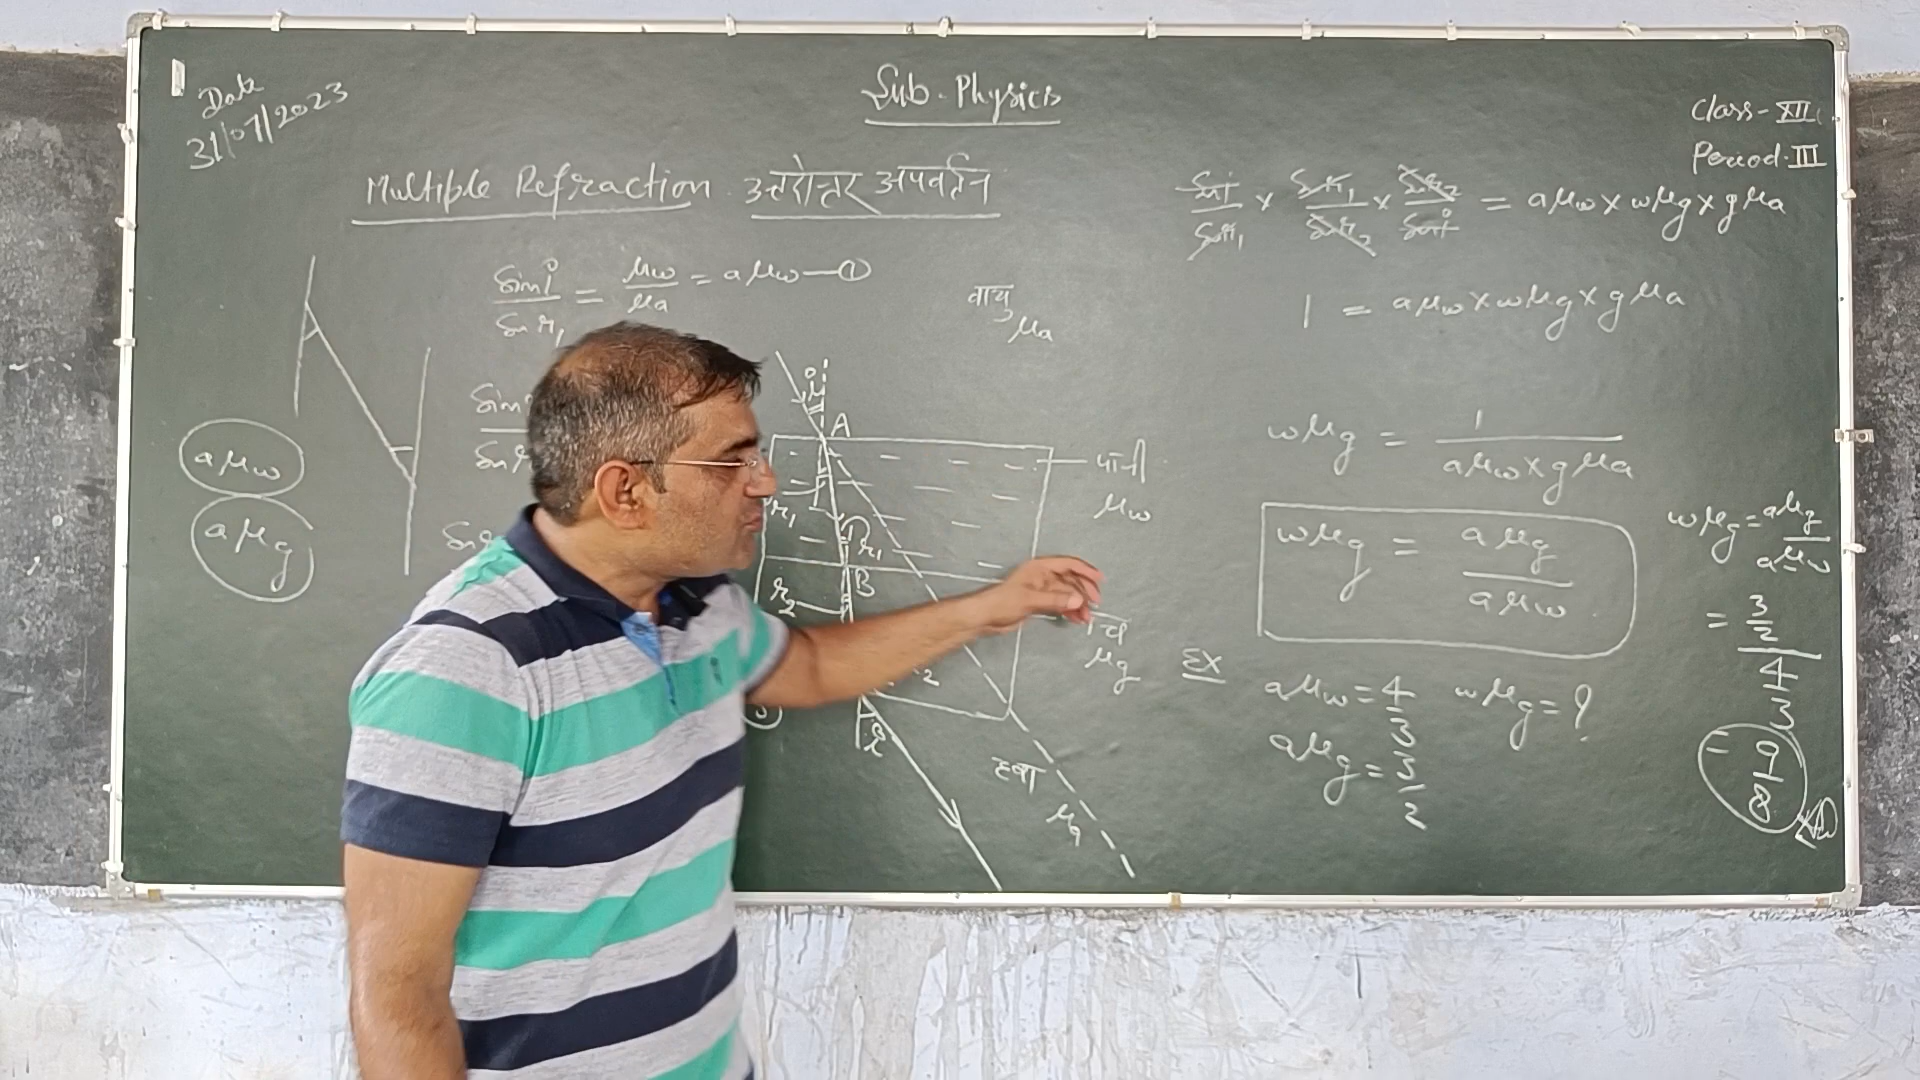 Date
31/07/2023
Sub-Physics
Class-XII
Period-III
Multiple Refraction उत्तरोत्तर अपवर्तन
sin i / sin r₁ = μw / μa = aμw —①
aμw
aμg
वायु
μa
A
पानी
μw
r₁
r₁
B
r₂
μg
i
हवा
sin i / sin r₁ × sin r₁ / sin r₂ × sin r₂ / sin i = aμw × wμg × gμa
1 = aμw × wμg × gμa
wμg = 1 / aμw × gμa
wμg = aμg / aμw
Ex
aμw = 4/3 wμg = ?
aμg = 3/2
wμg = aμg / aμw
= 3/2 / 4/3
= 9/8